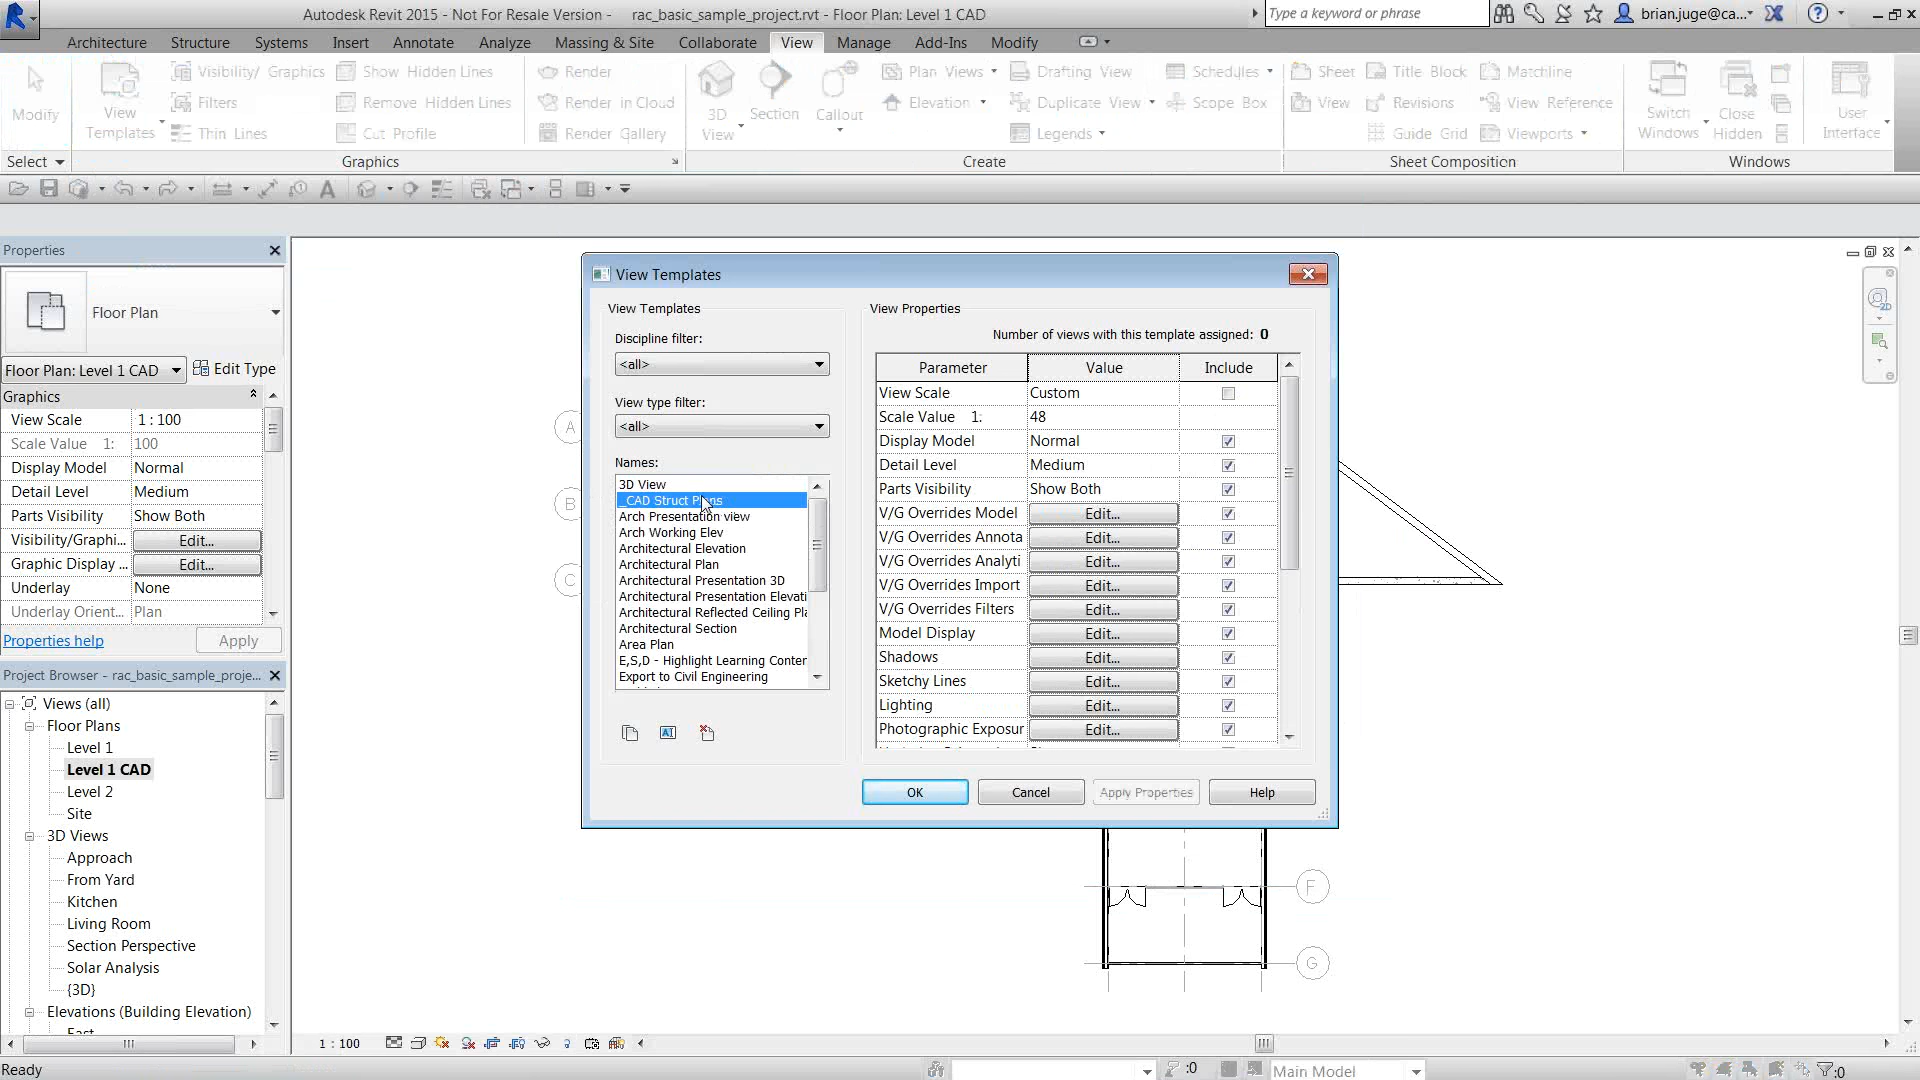 Autodesk Revit 2015 - Not For Resale Version -    rac_basic_sample_project.rvt - Floor Plan: Level 1 CAD
Type a keyword or phrase
brian.juge@ca...
Architecture Structure Systems Insert Annotate Analyze Massing & Site Collaborate View Manage Add-Ins Modify
Modify
View Templates
Visibility/ Graphics
Filters
Thin Lines
Show Hidden Lines
Remove Hidden Lines
Cut Profile
Render
Render in Cloud
Render Gallery
3D View
Section
Callout
Plan Views
Elevation
Drafting View
Duplicate View
Legends
Schedules
Scope Box
Sheet
View
Title Block
Revisions
Guide Grid
Matchline
View Reference
Viewports
Switch Windows
Close Hidden
User Interface
Select Graphics Create Sheet Composition Windows
Properties
Floor Plan
Floor Plan: Level 1 CAD Edit Type
Graphics
View Scale 1 : 100
Scale Value 1: 100
Display Model Normal
Detail Level Medium
Parts Visibility Show Both
Visibility/Graphi... Edit...
Graphic Display ... Edit...
Underlay None
Underlay Orient... Plan
Properties help Apply
Project Browser - rac_basic_sample_proje...
Views (all)
Floor Plans
Level 1
Level 1 CAD
Level 2
Site
3D Views
Approach
From Yard
Kitchen
Living Room
Section Perspective
Solar Analysis
{3D}
Elevations (Building Elevation)
East
A
B
C
F
G
View Templates
View Templates
Discipline filter:
<all>
View type filter:
<all>
Names:
3D View
_CAD Struct Plans
Arch Presentation view
Arch Working Elev
Architectural Elevation
Architectural Plan
Architectural Presentation 3D
Architectural Presentation Elevati
Architectural Reflected Ceiling Pla
Architectural Section
Area Plan
E,S,D - Highlight Learning Conter
Export to Civil Engineering
View Properties
Number of views with this template assigned: 0
Parameter Value Include
View Scale Custom
Scale Value 1: 48
Display Model Normal
Detail Level Medium
Parts Visibility Show Both
V/G Overrides Model Edit...
V/G Overrides Annota Edit...
V/G Overrides Analyti Edit...
V/G Overrides Import Edit...
V/G Overrides Filters Edit...
Model Display Edit...
Shadows Edit...
Sketchy Lines Edit...
Lighting Edit...
Photographic Exposur Edit...
OK Cancel Apply Properties Help
1 : 100
Ready
:0
Main Model
:0